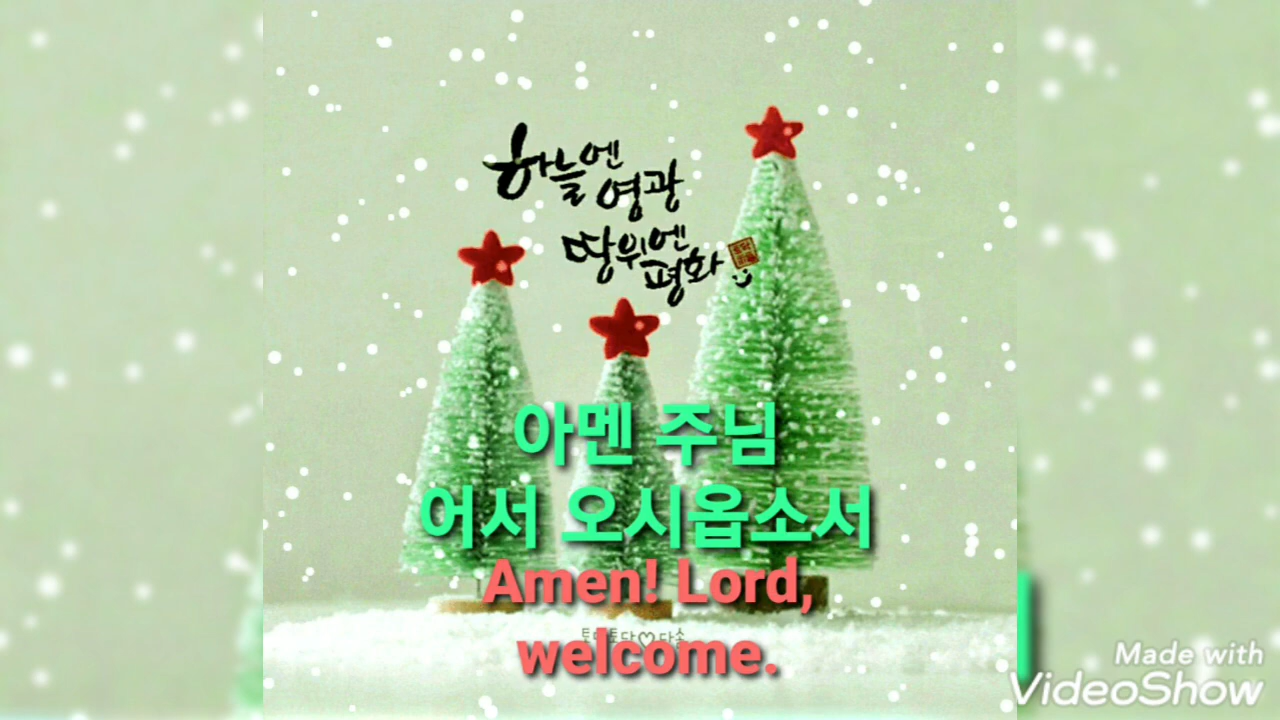 하늘엔
영광
땅위엔
평화
아멘 주님
어서 오시옵소서
Amen! Lord,
welcome.
Made with
VideoShow